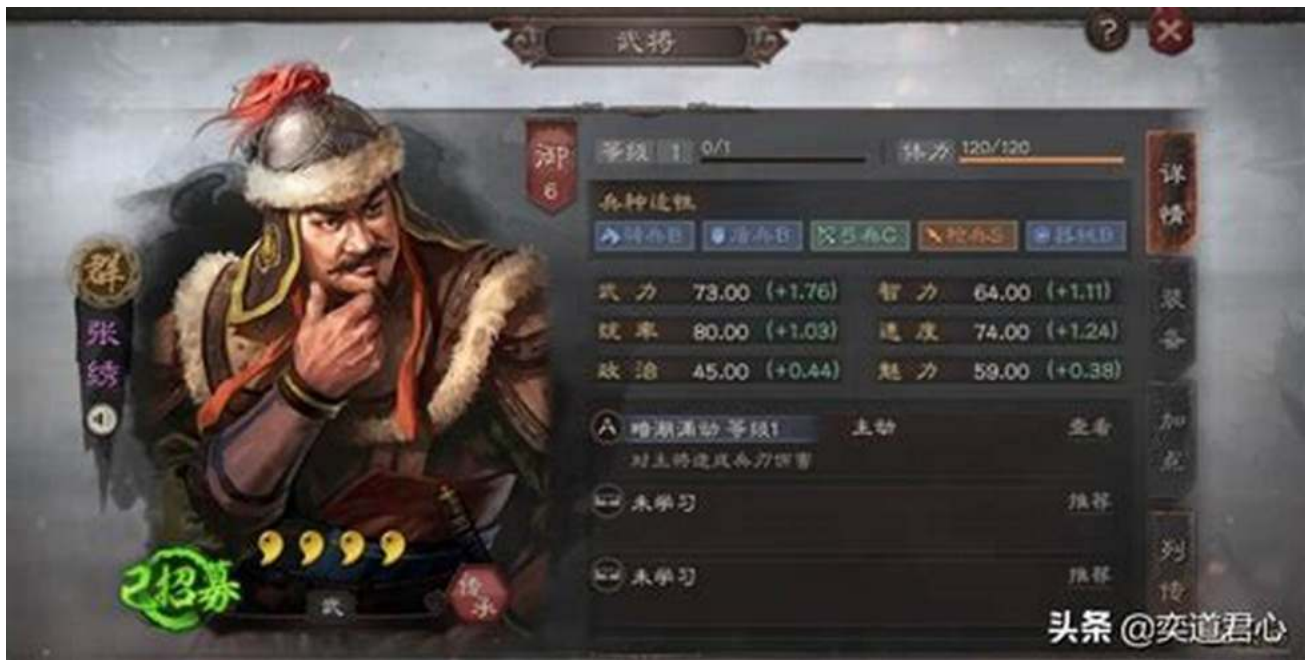 武将
?
御
6
等级 1 0/1 体力 120/120
兵种适性
骑兵B 盾兵B 弓兵C 枪兵S 器械B
武力 73.00 (+1.76) 智力 64.00 (+1.11)
统率 80.00 (+1.03) 速度 74.00 (+1.24)
政治 45.00 (+0.44) 魅力 59.00 (+0.38)
暗潮涌动 等级1 主动 查看
对主将造成兵刃伤害
未学习 推荐
未学习 推荐
群
张绣
已招募
武
传承
详情
装备
加点
列传
头条 @奕道君心